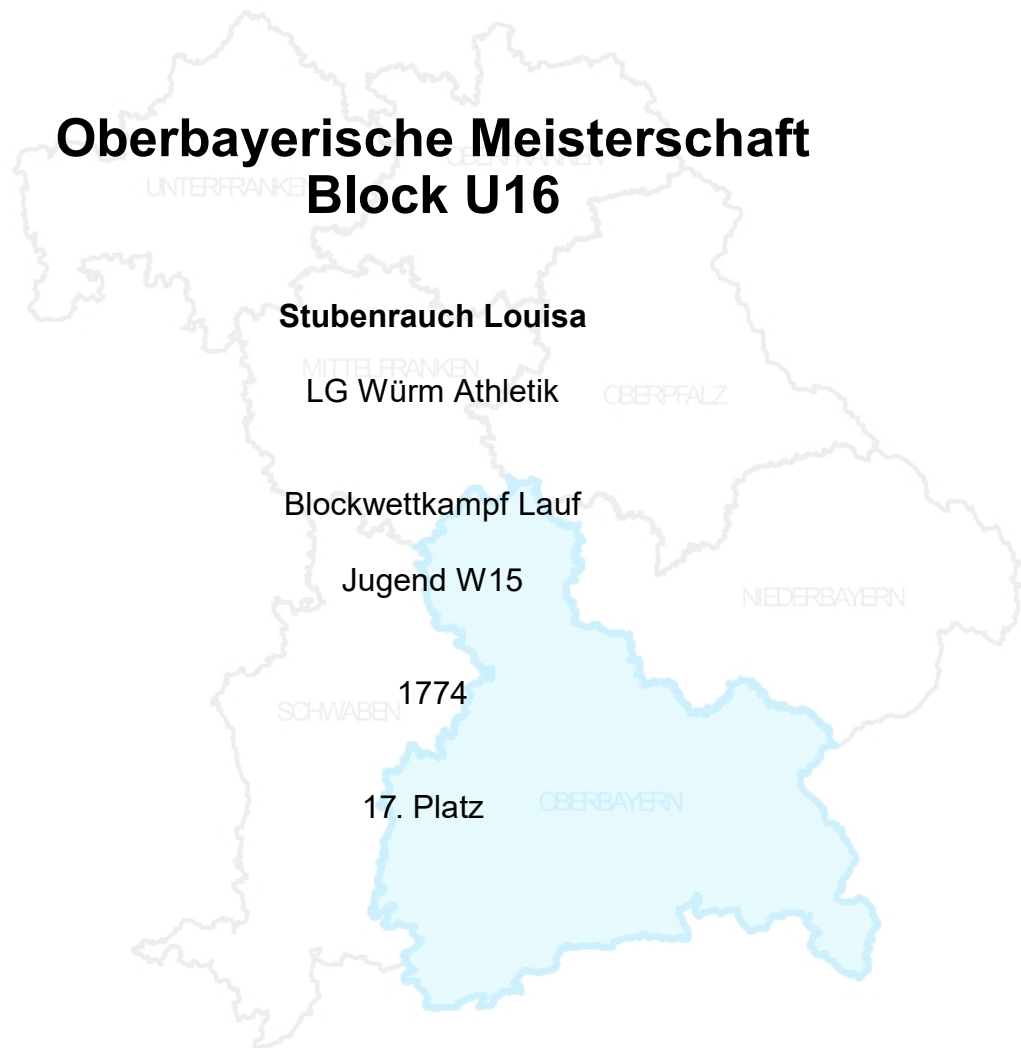 Oberbayerische Meisterschaft
OBERFRANKEN
UNTERFRANKEN
Block U16
Stubenrauch Louisa
MITTELFRANKEN
LG Würm Athletik
OBERPFALZ
Blockwettkampf Lauf
Jugend W15
NIEDERBAYERN
1774
SCHWABEN
17. Platz
OBERBAYERN